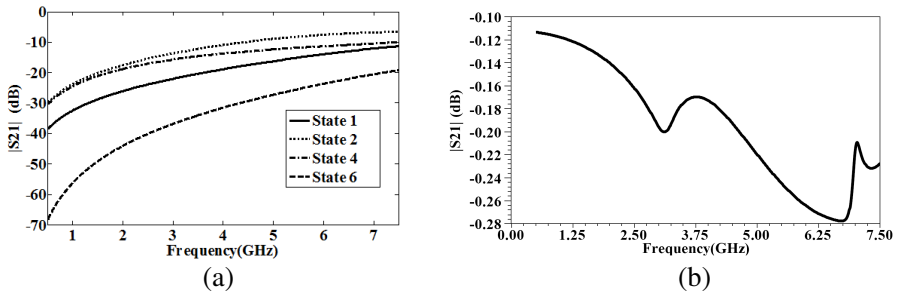 0
-10
-20
-30
-40
-50
-60
-70
|S21| (dB)
State 1
State 2
State 4
State 6
1 2 3 4 5 6 7
Frequency(GHz)
(a)
-0.10
-0.12
-0.14
-0.16
-0.18
-0.20
-0.22
-0.24
-0.26
-0.28
|S21| (dB)
0.00 1.25 2.50 3.75 5.00 6.25 7.50
Frequency(GHz)
(b)